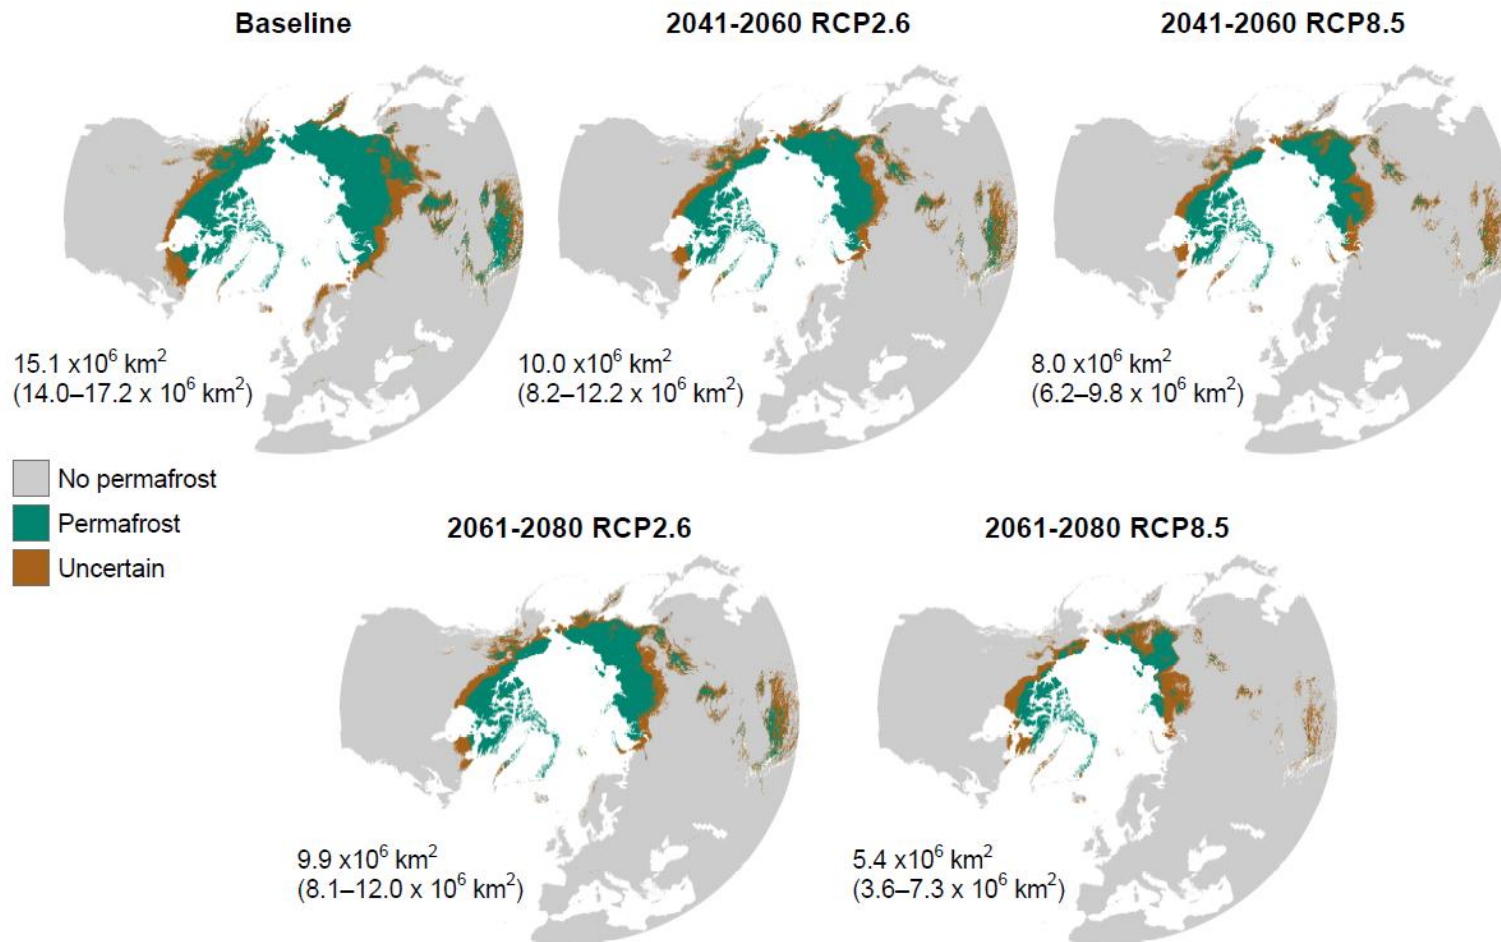 Baseline
2041-2060 RCP2.6
2041-2060 RCP8.5
15.1 x10⁶ km²
(14.0–17.2 x 10⁶ km²)
10.0 x10⁶ km²
(8.2–12.2 x 10⁶ km²)
8.0 x10⁶ km²
(6.2–9.8 x 10⁶ km²)
No permafrost
Permafrost
Uncertain
2061-2080 RCP2.6
2061-2080 RCP8.5
9.9 x10⁶ km²
(8.1–12.0 x 10⁶ km²)
5.4 x10⁶ km²
(3.6–7.3 x 10⁶ km²)